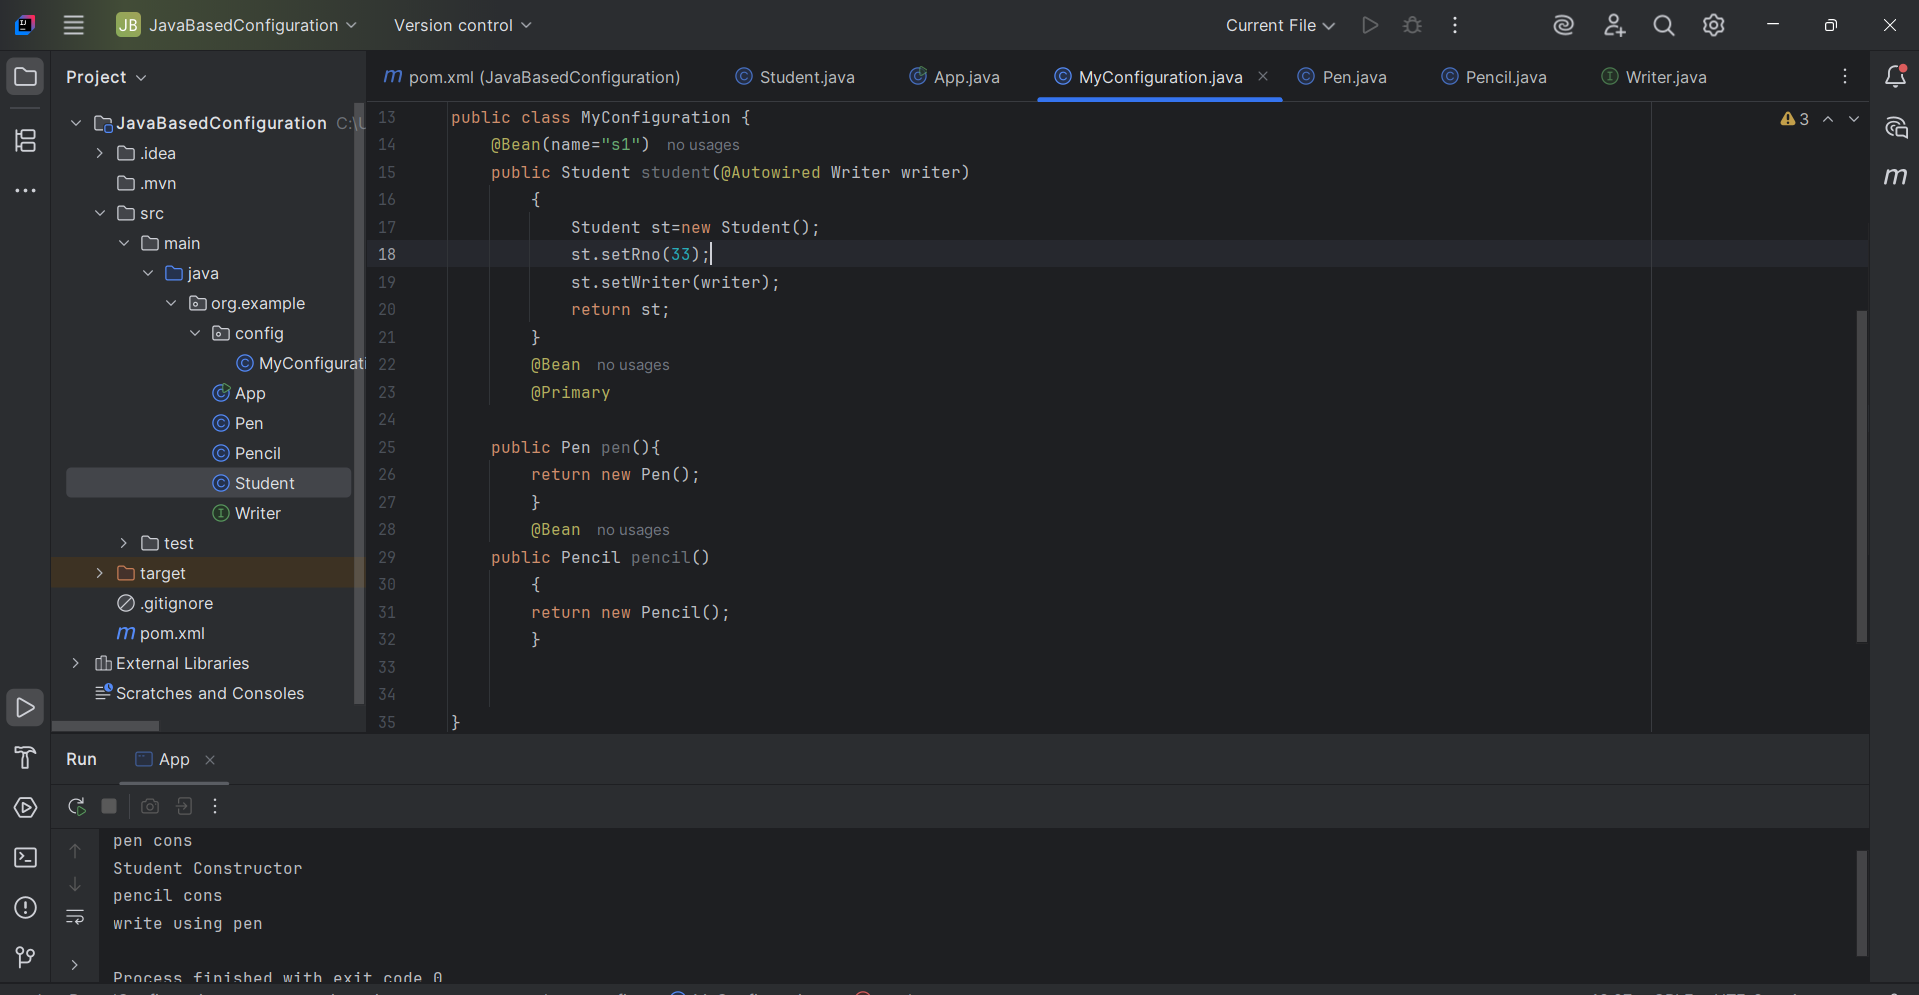 JB JavaBasedConfiguration Version control Current File
Project
m pom.xml (JavaBasedConfiguration) Student.java App.java MyConfiguration.java Pen.java Pencil.java Writer.java
JavaBasedConfiguration C:\U
.idea
.mvn
src
main
java
org.example
config
MyConfigurati
App
Pen
Pencil
Student
Writer
test
target
.gitignore
m pom.xml
External Libraries
Scratches and Consoles
3
13 public class MyConfiguration {
14 @Bean(name="s1") no usages
15 public Student student(@Autowired Writer writer)
16 {
17 Student st=new Student();
18 st.setRno(33);
19 st.setWriter(writer);
20 return st;
21 }
22 @Bean no usages
23 @Primary
24
25 public Pen pen(){
26 return new Pen();
27 }
28 @Bean no usages
29 public Pencil pencil()
30 {
31 return new Pencil();
32 }
33
34
35 }
m
Run App
pen cons
Student Constructor
pencil cons
write using pen
Process finished with exit code 0